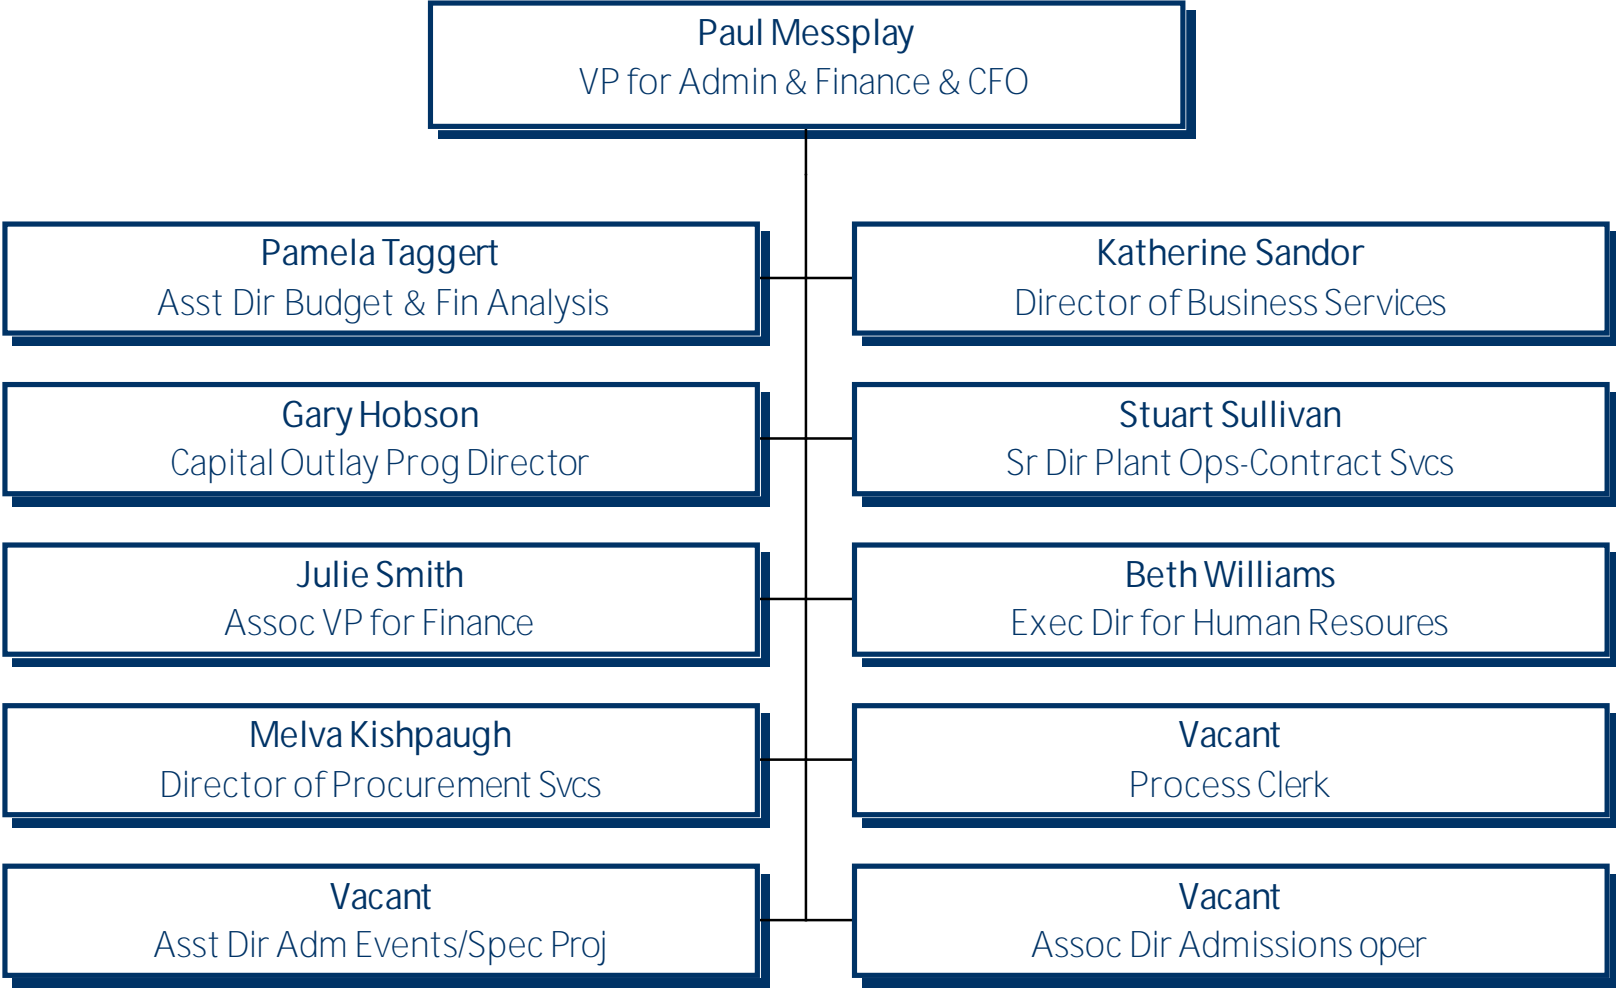 Paul Messplay
VP for Admin & Finance & CFO
Pamela Taggert
Asst Dir Budget & Fin Analysis
Katherine Sandor
Director of Business Services
Gary Hobson
Capital Outlay Prog Director
Stuart Sullivan
Sr Dir Plant Ops-Contract Svcs
Julie Smith
Assoc VP for Finance
Beth Williams
Exec Dir for Human Resoures
Melva Kishpaugh
Director of Procurement Svcs
Vacant
Process Clerk
Vacant
Asst Dir Adm Events/Spec Proj
Vacant
Assoc Dir Admissions oper